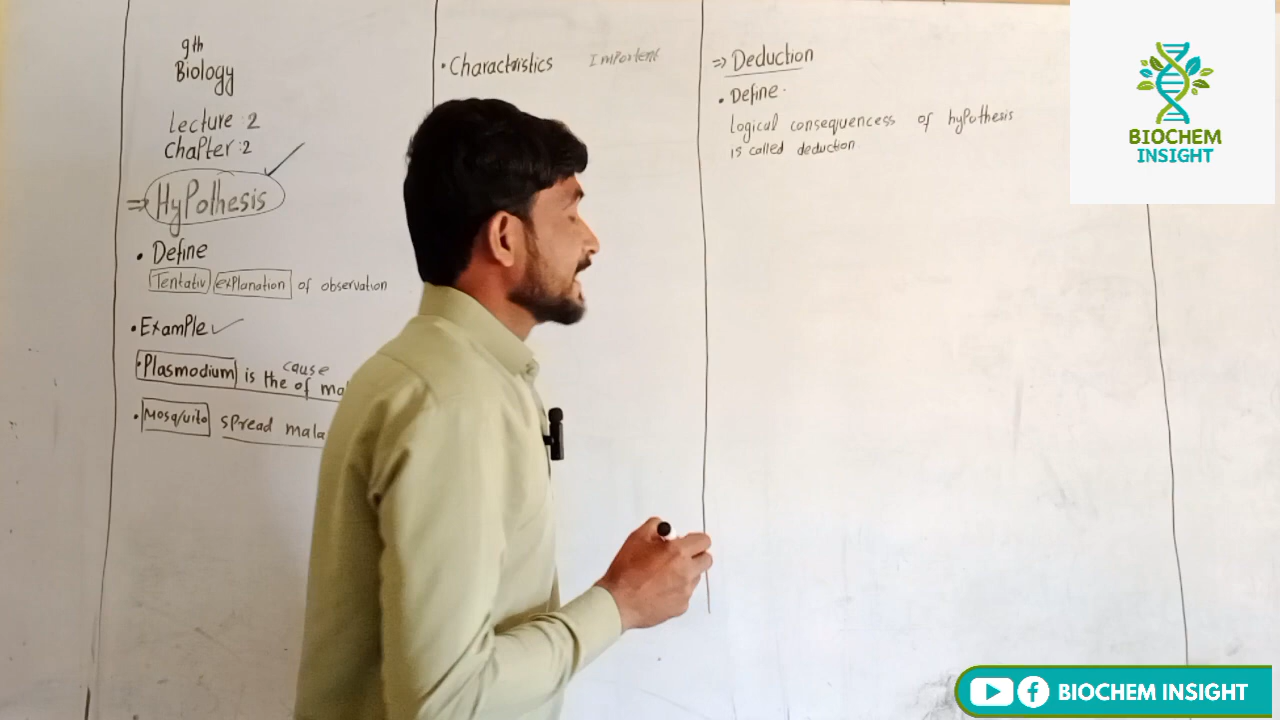 9th
Biology
Lecture :2
Chapter :2
⇒ HyPothesis
• Define
Tentativ explanation of observation
• ExamPle ✓
• Plasmodium is the cause of
• Mosquito spread
• Characteristics Important
⇒ Deduction
• Define.
Logical consequencess of hyPothesis
is called deduction
BIOCHEM
INSIGHT
BIOCHEM INSIGHT